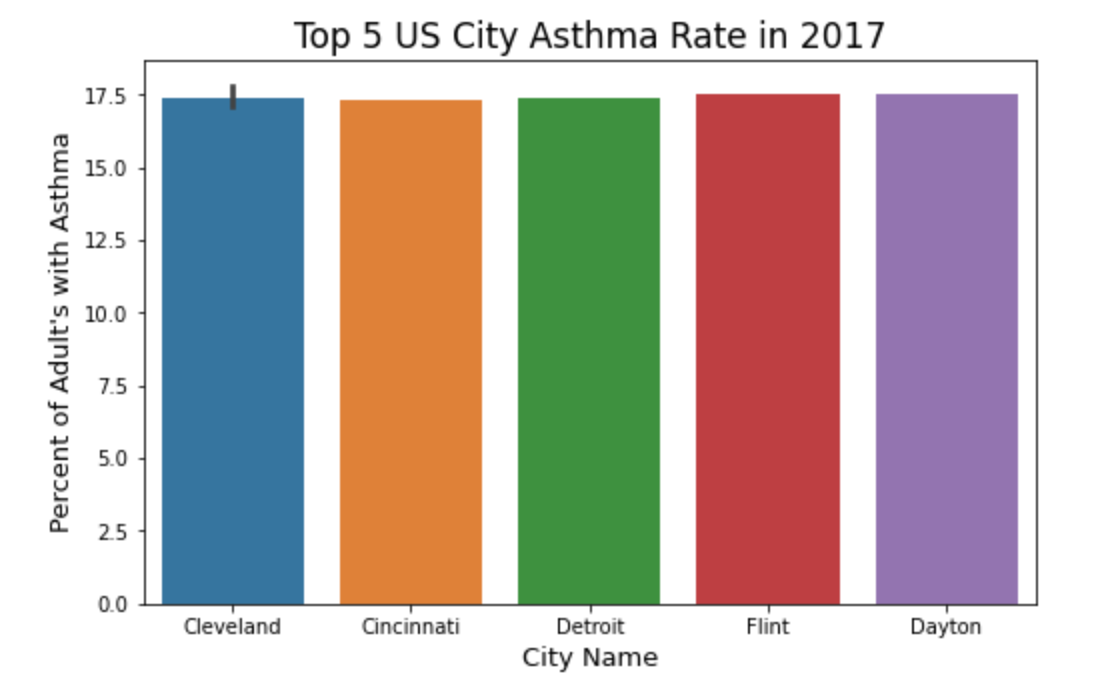 Top 5 US City Asthma Rate in 2017
Percent of Adult's with Asthma
17.5
15.0
12.5
10.0
7.5
5.0
2.5
0.0
Cleveland Cincinnati Detroit Flint Dayton
City Name